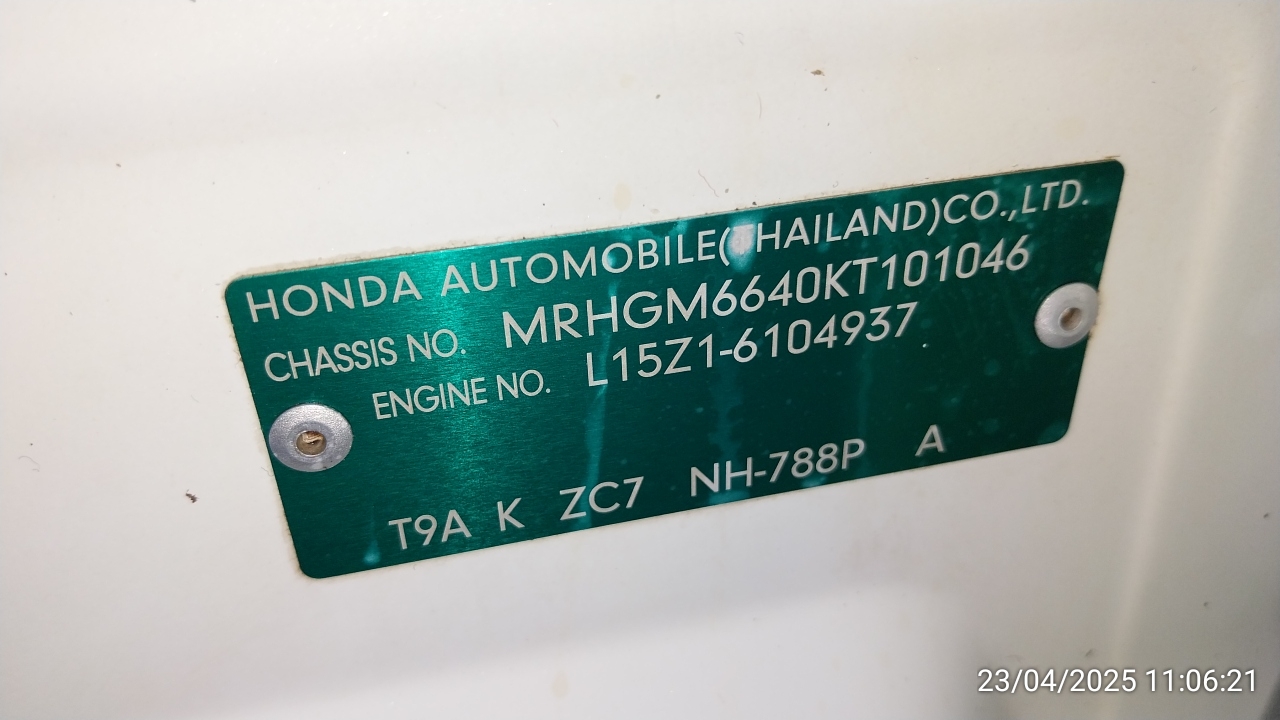 HONDA AUTOMOBILE(THAILAND)CO.,LTD.
CHASSIS NO. MRHGM6640KT101046
ENGINE NO. L15Z1-6104937
T9A K ZC7 NH-788P A
23/04/2025 11:06:21